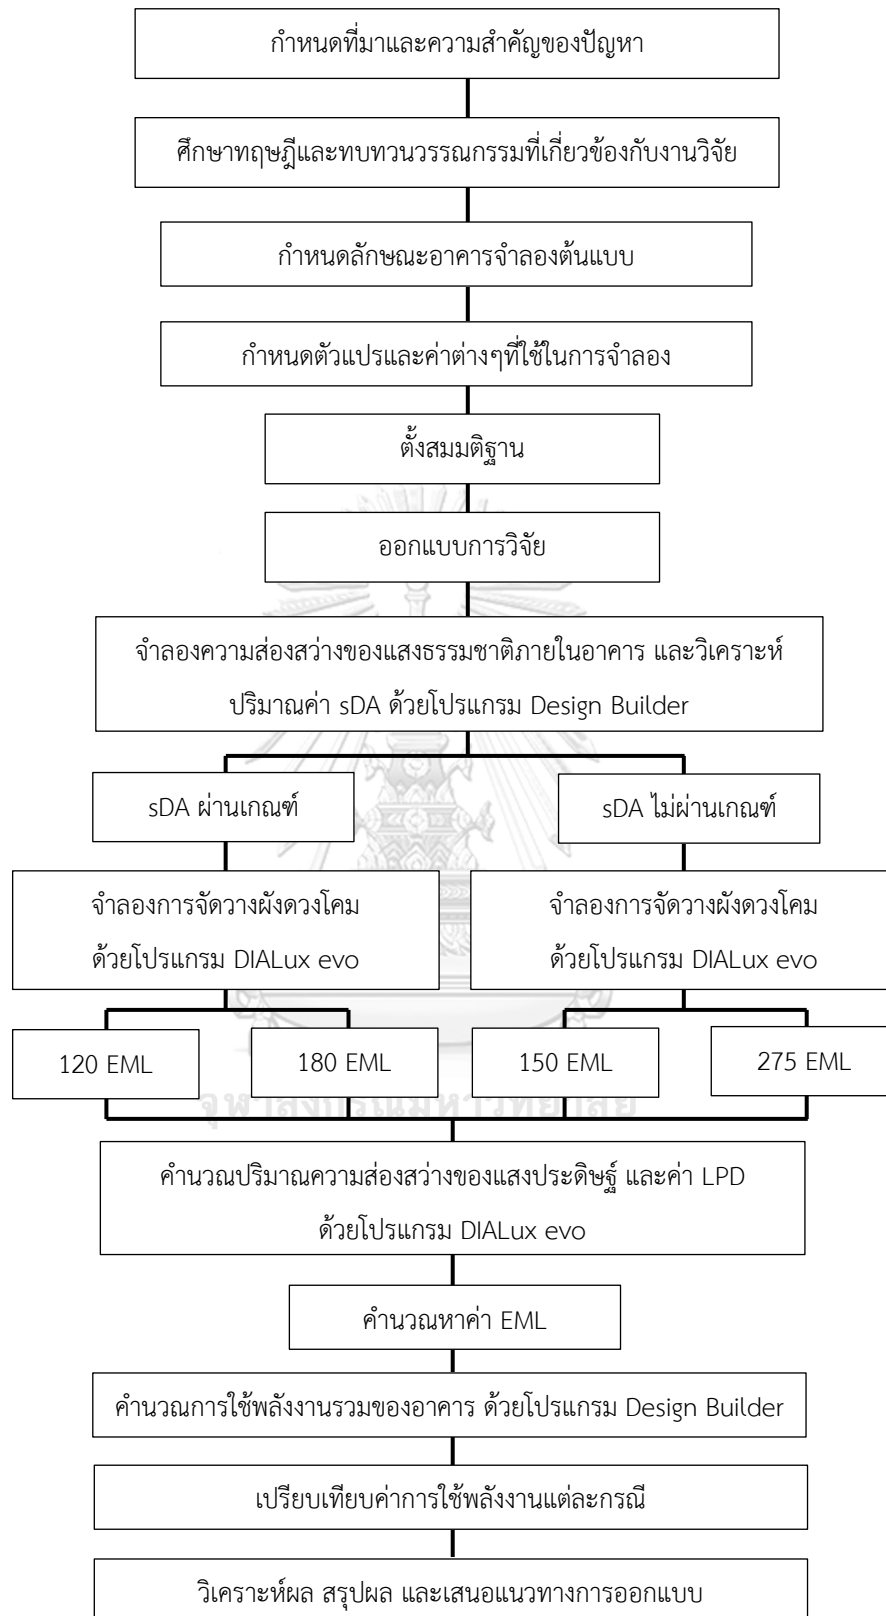 กำหนดที่มาและความสำคัญของปัญหา
ศึกษาทฤษฎีและทบทวนวรรณกรรมที่เกี่ยวข้องกับงานวิจัย
กำหนดลักษณะอาคารจำลองต้นแบบ
กำหนดตัวแปรและค่าต่างๆที่ใช้ในการจำลอง
ตั้งสมมติฐาน
ออกแบบการวิจัย
จำลองความส่องสว่างของแสงธรรมชาติภายในอาคาร และวิเคราะห์
ปริมาณค่า sDA ด้วยโปรแกรม Design Builder
sDA ผ่านเกณฑ์
sDA ไม่ผ่านเกณฑ์
จำลองการจัดวางผังดวงโคม
ด้วยโปรแกรม DIALux evo
จำลองการจัดวางผังดวงโคม
ด้วยโปรแกรม DIALux evo
120 EML
180 EML
150 EML
275 EML
จุฬาลงกรณ์มหาวิทยาลัย
คำนวณปริมาณความส่องสว่างของแสงประดิษฐ์ และค่า LPD
ด้วยโปรแกรม DIALux evo
คำนวณหาค่า EML
คำนวณการใช้พลังงานรวมของอาคาร ด้วยโปรแกรม Design Builder
เปรียบเทียบค่าการใช้พลังงานแต่ละกรณี
วิเคราะห์ผล สรุปผล และเสนอแนวทางการออกแบบ